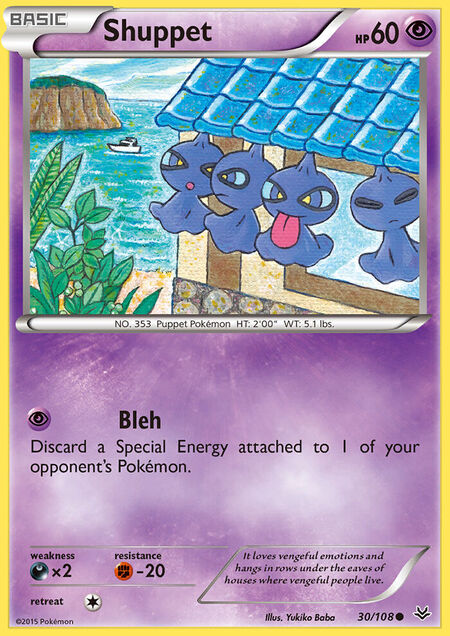 BASIC
Shuppet
HP60
NO. 353 Puppet Pokémon HT: 2'00" WT: 5.1 lbs.
Bleh
Discard a Special Energy attached to 1 of your
opponent's Pokémon.
weakness
×2
resistance
-20
retreat
It loves vengeful emotions and
hangs in rows under the eaves of
houses where vengeful people live.
©2015 Pokémon
Illus. Yukiko Baba
30/108